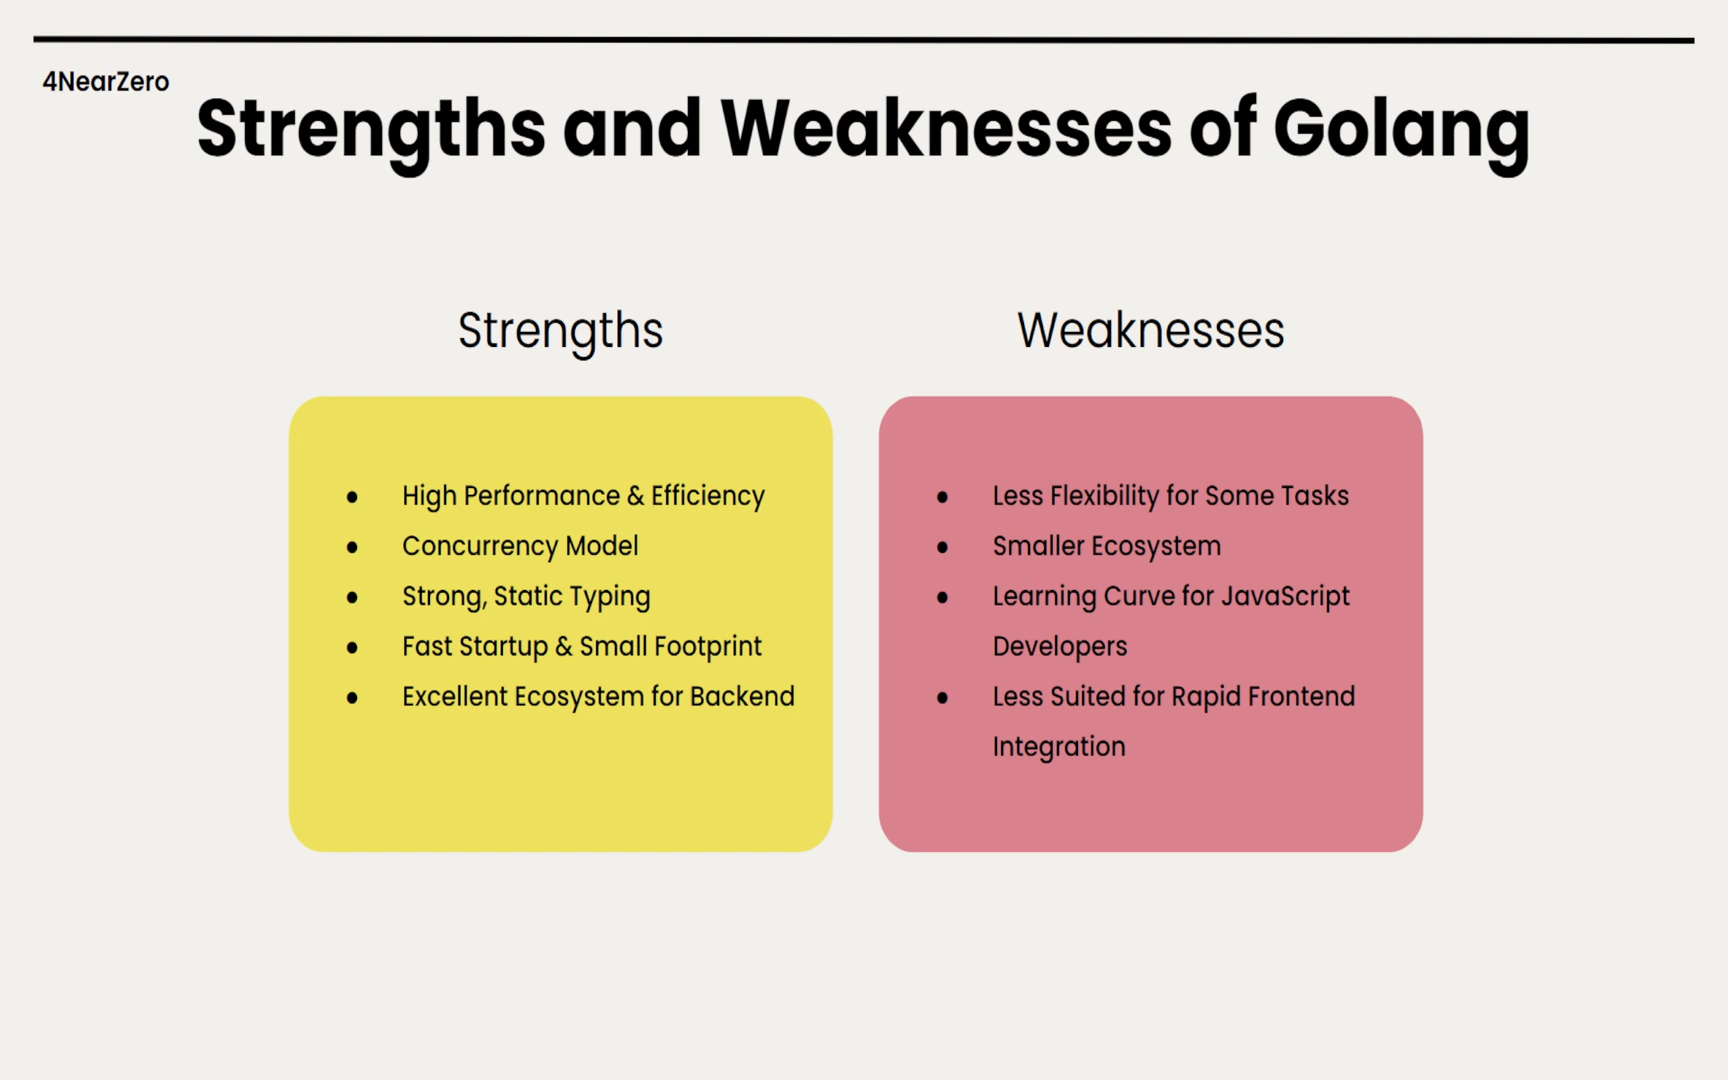 4NearZero
Strengths and Weaknesses of Golang
Strengths
● High Performance & Efficiency
● Concurrency Model
● Strong, Static Typing
● Fast Startup & Small Footprint
● Excellent Ecosystem for Backend
Weaknesses
● Less Flexibility for Some Tasks
● Smaller Ecosystem
● Learning Curve for JavaScript
Developers
● Less Suited for Rapid Frontend
Integration